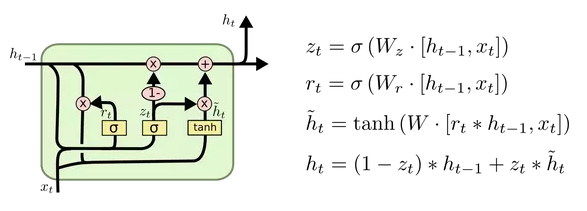 h_t
h_{t-1} x +
1-
x r_t z_t x h̃_t
σ σ tanh
x_t
z_t = σ (W_z · [h_{t-1}, x_t])
r_t = σ (W_r · [h_{t-1}, x_t])
h̃_t = tanh (W · [r_t * h_{t-1}, x_t])
h_t = (1 − z_t) * h_{t-1} + z_t * h̃_t